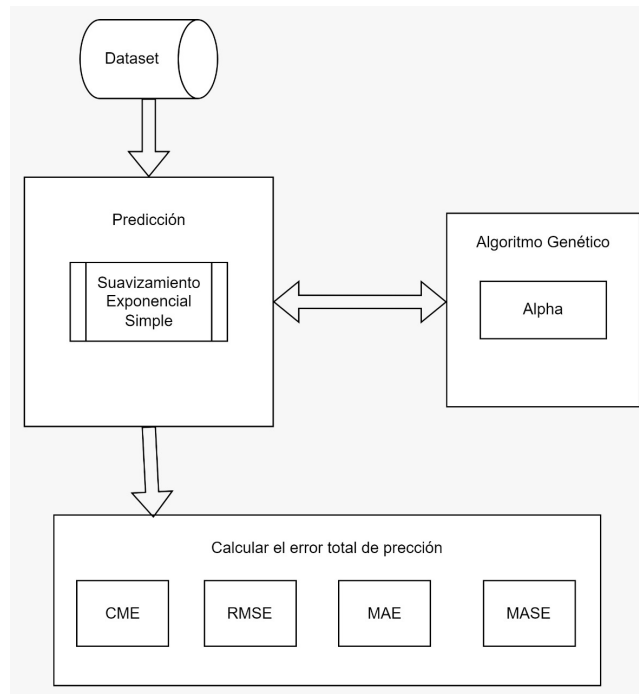 Dataset
Predicción
Suavizamiento
Exponencial
Simple
Algoritmo Genético
Alpha
Calcular el error total de prección
CME
RMSE
MAE
MASE